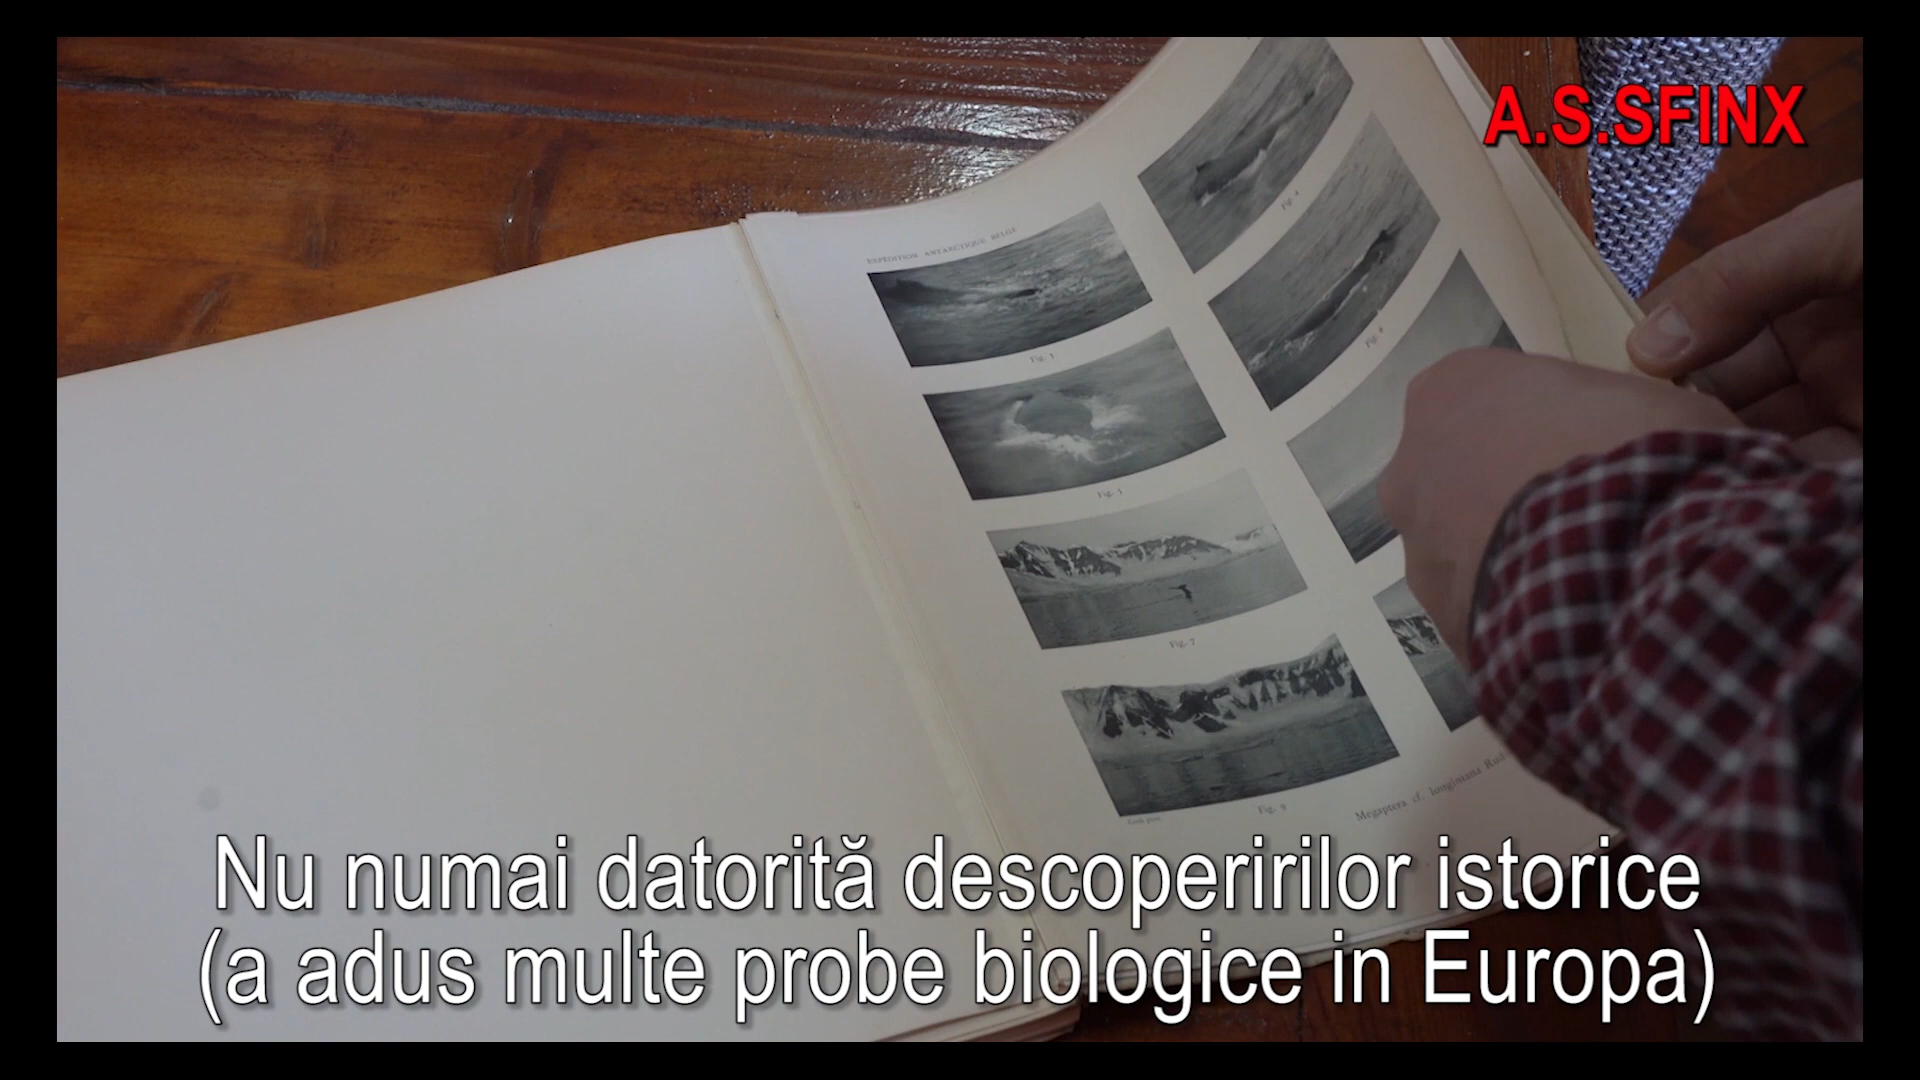 A.S.SFINX
EXPÉDITION ANTARCTIQUE BELGE
Fig. 4
Fig. 3
Fig. 6
Fig. 5
Fig. 7
Fig. 9
Megaptera cf. longimana Rud
Nu numai datorită descoperirilor istorice
(a adus multe probe biologice in Europa)